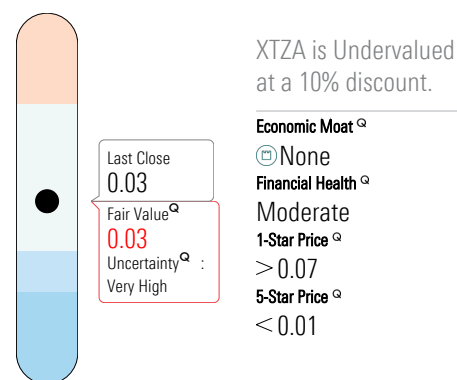 XTZA is Undervalued
at a 10% discount.
Last Close
0.03
Fair Value Q
0.03
Uncertainty Q :
Very High
Economic Moat Q
None
Financial Health Q
Moderate
1-Star Price Q
> 0.07
5-Star Price Q
< 0.01